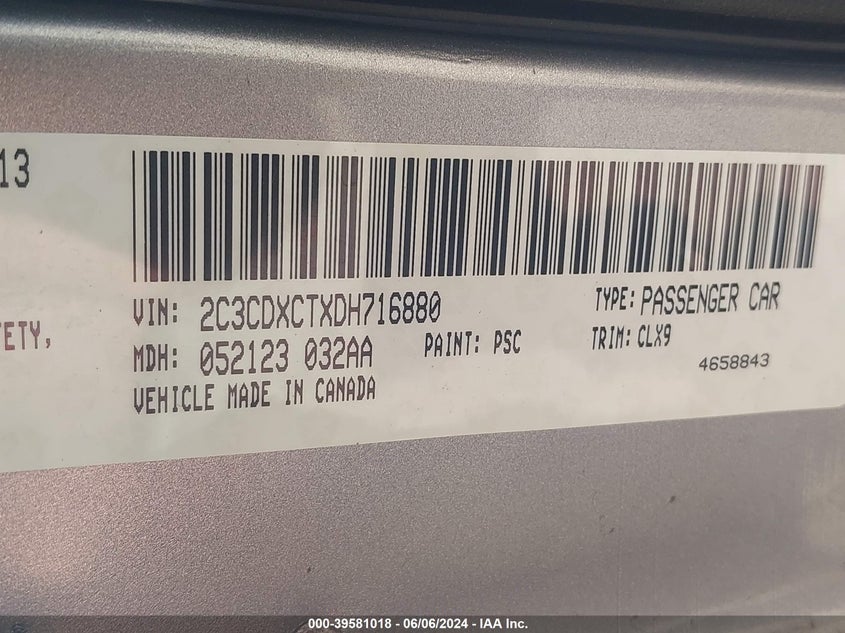 13
VIN: 2C3CDXCTXDH716880
TYPE: PASSENGER CAR
FETY,
MDH: 052123 032AA
PAINT: PSC
TRIM: CLX9
4658843
VEHICLE MADE IN CANADA
000-39581018 - 06/06/2024 - IAA Inc.